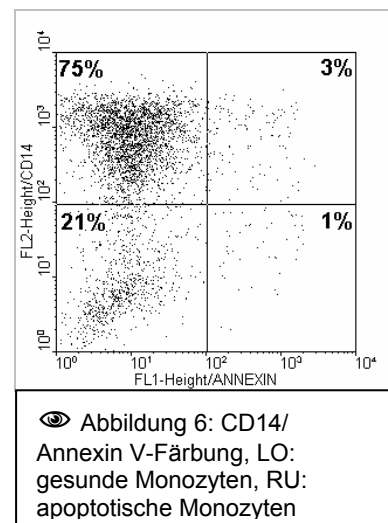 10⁴
75%
3%
10³
FL2-Height/CD14
10²
21%
1%
10¹
10⁰
10⁰ 10¹ 10² 10³ 10⁴
FL1-Height/ANNEXIN
Abbildung 6: CD14/
Annexin V-Färbung, LO:
gesunde Monozyten, RU:
apoptotische Monozyten